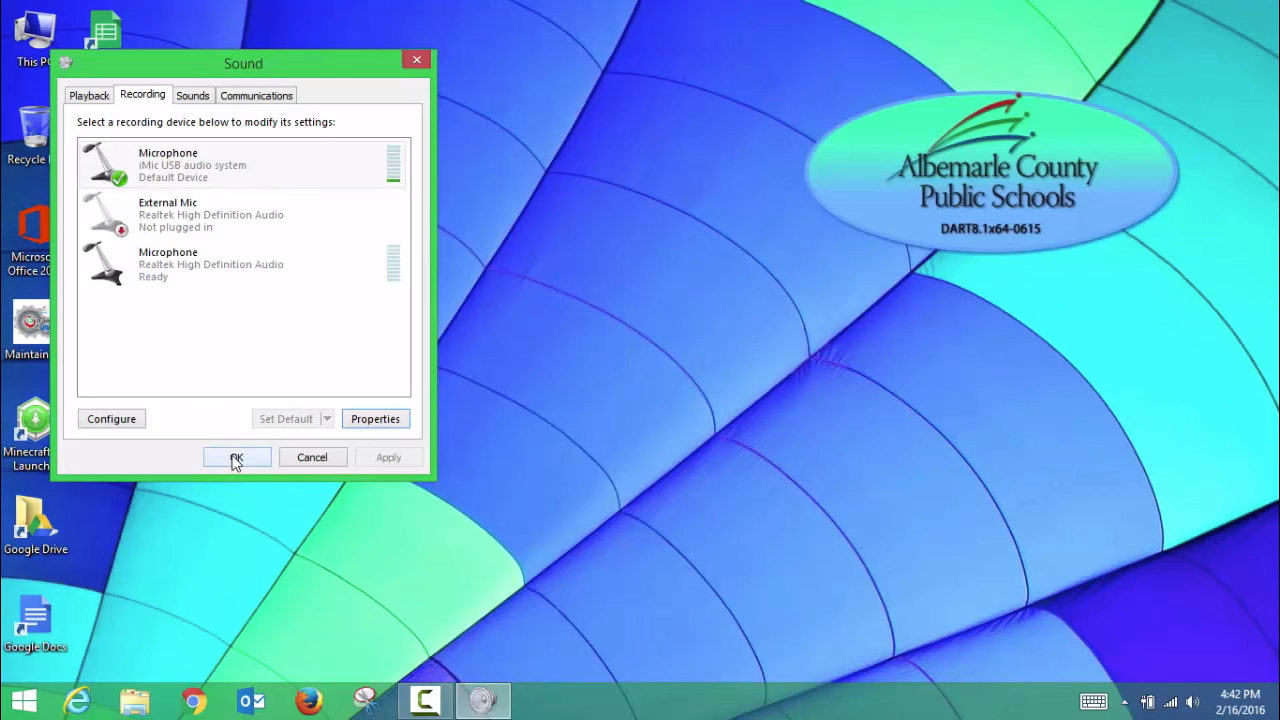 This P
Recycle
Micros
Office 20
Maintain
Minecraft
Launch
Google Drive
Google Docs
Sound
Playback
Recording
Sounds
Communications
Select a recording device below to modify its settings:
Microphone
iMic USB audio system
Default Device
External Mic
Realtek High Definition Audio
Not plugged in
Microphone
Realtek High Definition Audio
Ready
Configure
Set Default
Properties
OK
Cancel
Apply
Albemarle County
Public Schools
DART8.1x64-0615
4:42 PM
2/16/2016